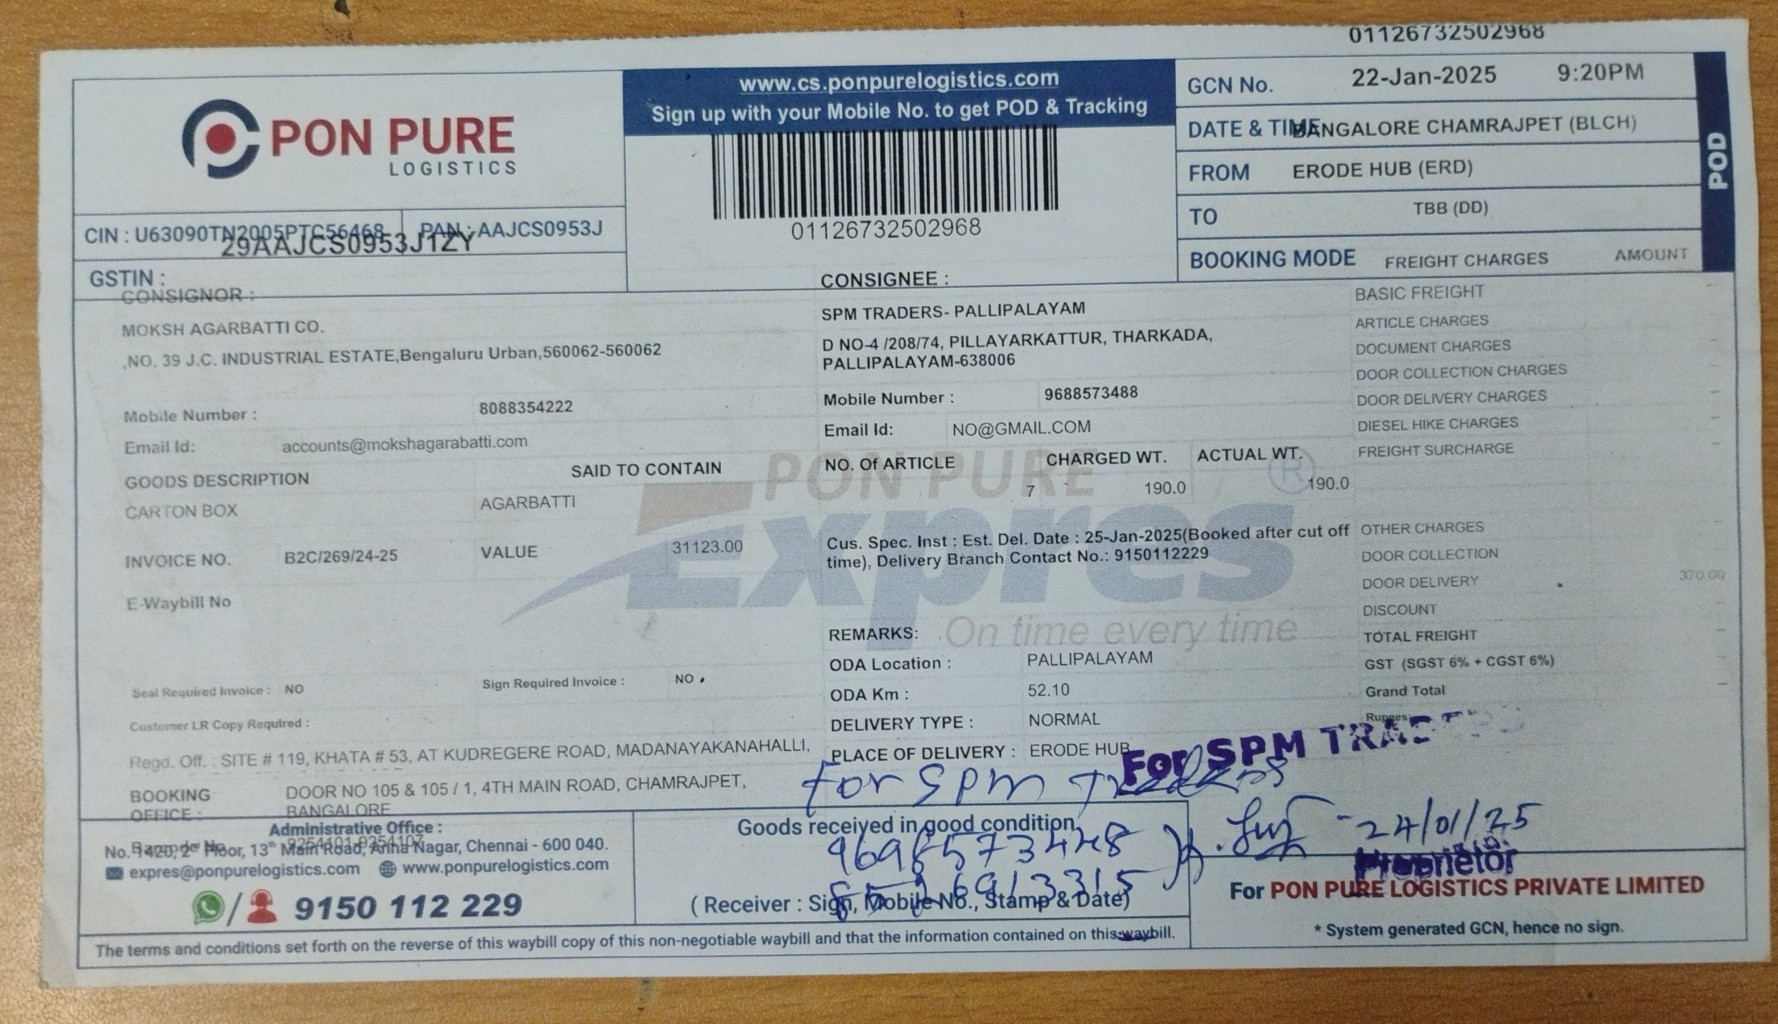 01126732502968
PON PURE
LOGISTICS
www.cs.ponpurelogistics.com
Sign up with your Mobile No. to get POD & Tracking
01126732502968
GCN No. 22-Jan-2025 9:20PM
DATE & TIME BANGALORE CHAMRAJPET (BLCH)
FROM ERODE HUB (ERD)
TO TBB (DD)
BOOKING MODE FREIGHT CHARGES AMOUNT
POD
CIN : U63090TN2005PTC56468 PAN : AAJCS0953J
29AAJCS0953J1ZY
GSTIN :
CONSIGNOR :
MOKSH AGARBATTI CO.
,NO. 39 J.C. INDUSTRIAL ESTATE,Bengaluru Urban,560062-560062
Mobile Number : 8088354222
Email Id: accounts@mokshagarabatti.com
GOODS DESCRIPTION SAID TO CONTAIN
CARTON BOX AGARBATTI
INVOICE NO. B2C/269/24-25 VALUE 31123.00
E-Waybill No
Seal Required Invoice : NO Sign Required Invoice : NO
Customer LR Copy Required :
Regd. Off. : SITE # 119, KHATA # 53, AT KUDREGERE ROAD, MADANAYAKANAHALLI,
BOOKING OFFICE : DOOR NO 105 & 105 / 1, 4TH MAIN ROAD, CHAMRAJPET,
BANGALORE
CONSIGNEE :
SPM TRADERS- PALLIPALAYAM
D NO-4 /208/74, PILLAYARKATTUR, THARKADA,
PALLIPALAYAM-638006
Mobile Number : 9688573488
Email Id: NO@GMAIL.COM
NO. Of ARTICLE CHARGED WT. ACTUAL WT.
7 190.0 190.0
PON PURE
Expres
On time every time
Cus. Spec. Inst : Est. Del. Date : 25-Jan-2025(Booked after cut off
time), Delivery Branch Contact No.: 9150112229
REMARKS:
ODA Location : PALLIPALAYAM
ODA Km : 52.10
DELIVERY TYPE : NORMAL
PLACE OF DELIVERY : ERODE HUB
BASIC FREIGHT
ARTICLE CHARGES
DOCUMENT CHARGES
DOOR COLLECTION CHARGES
DOOR DELIVERY CHARGES
DIESEL HIKE CHARGES
FREIGHT SURCHARGE
OTHER CHARGES
DOOR COLLECTION
DOOR DELIVERY 370.00
DISCOUNT
TOTAL FREIGHT
GST (SGST 6% + CGST 6%)
Grand Total
Rupees
For SPM
for spm Traders
24/01/25
Proprietor
Administrative Office :
No. 1420, 2nd Floor, 13th Main Road, Anna Nagar, Chennai - 600 040.
expres@ponpurelogistics.com www.ponpurelogistics.com
9150 112 229
Goods received in good condition
( Receiver : Sign, Mobile No., Stamp & Date)
For PON PURE LOGISTICS PRIVATE LIMITED
* System generated GCN, hence no sign.
The terms and conditions set forth on the reverse of this waybill copy of this non-negotiable waybill and that the information contained on this waybill.